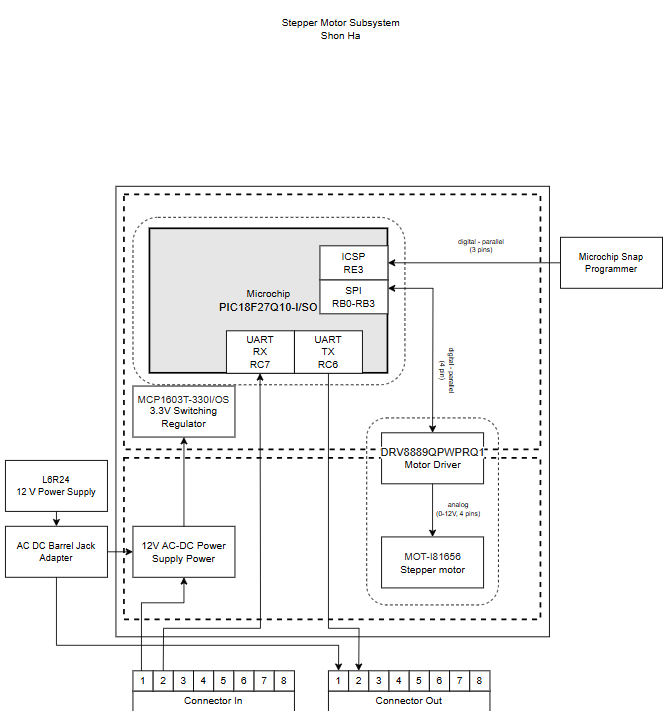 Stepper Motor Subsystem
Shon Ha
digital - parallel
(3 pins)
Microchip Snap
Programmer
ICSP
RE3
SPI
RB0-RB3
Microchip
PIC18F27Q10-I/SO
UART
RX
RC7
UART
TX
RC6
digital - parallel
(4 pin)
MCP1603T-330I/OS
3.3V Switching
Regulator
DRV8889QPWPRQ1
Motor Driver
L6R24
12 V Power Supply
analog
(0-12V, 4 pins)
AC DC Barrel Jack
Adapter
12V AC-DC Power
Supply Power
MOT-I81656
Stepper motor
1 2 3 4 5 6 7 8
Connector In
1 2 3 4 5 6 7 8
Connector Out